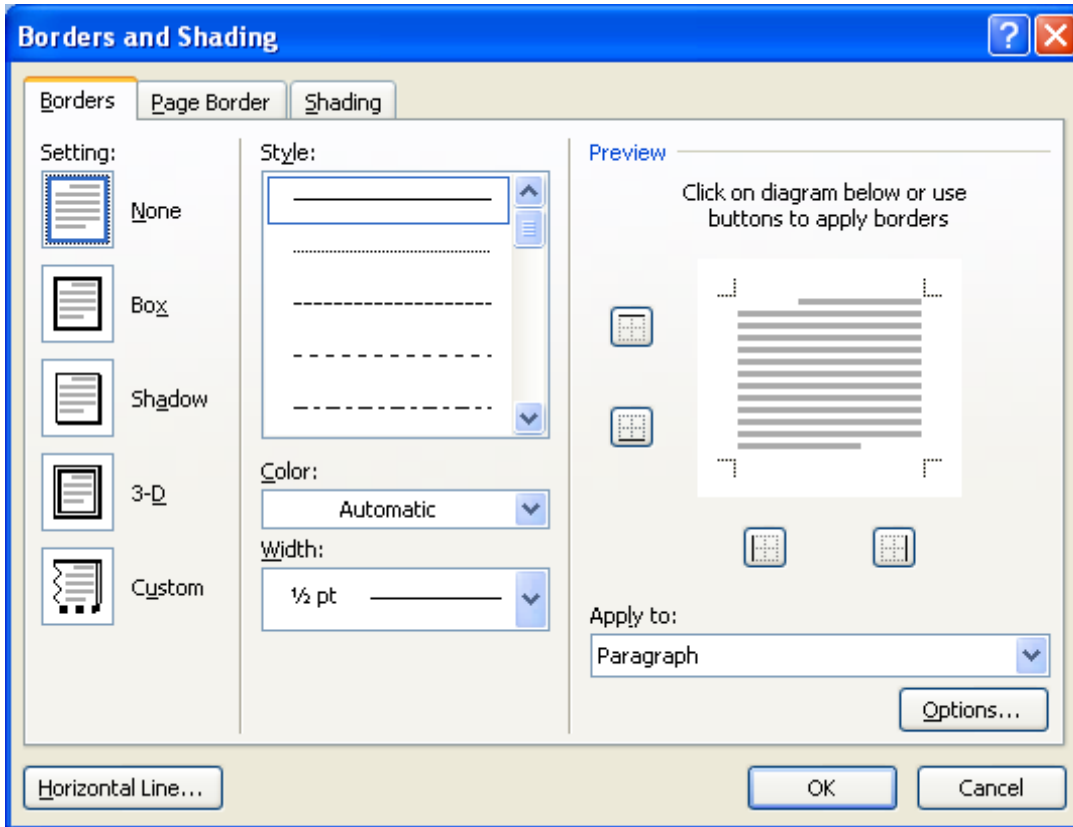 Borders and Shading
Borders
Page Border
Shading
Setting:
None
Box
Shadow
3-D
Custom
Style:
Color:
Automatic
Width:
½ pt
Preview
Click on diagram below or use
buttons to apply borders
Apply to:
Paragraph
Options...
Horizontal Line...
OK
Cancel